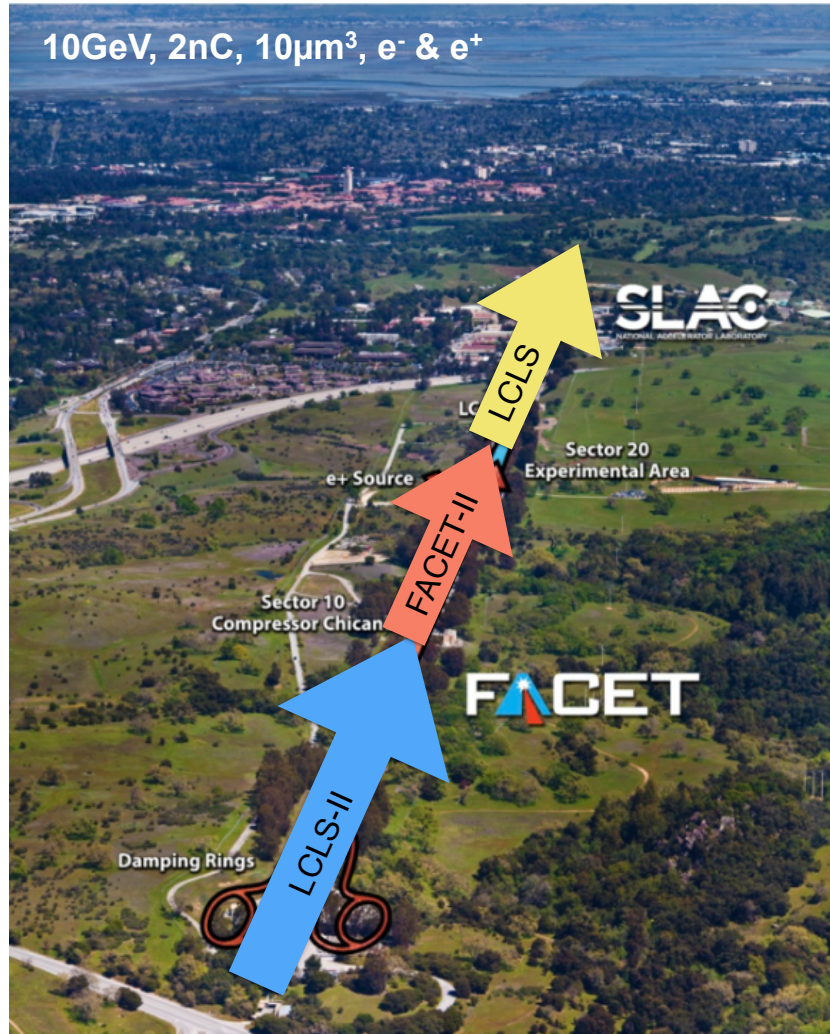 10GeV, 2nC, 10μm³, e⁻ & e⁺
SLAC
NATIONAL ACCELERATOR LABORATORY
LCLS
LC
Sector 20
Experimental Area
e+ Source
FACET-II
Sector 10
Compressor Chican
FACET
LCLS-II
Damping Rings